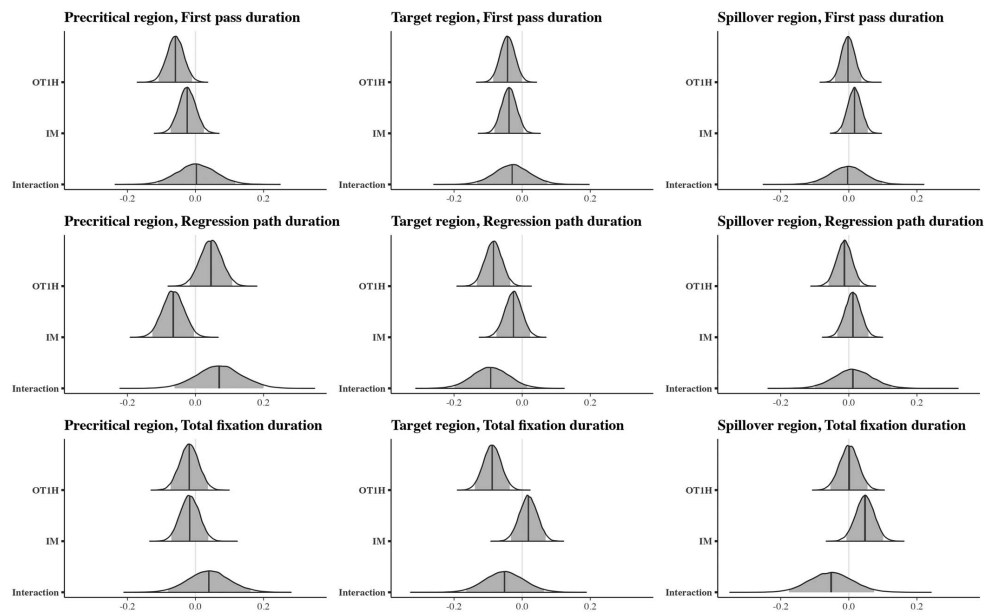 Precritical region, First pass duration
OT1H
IM
Interaction
-0.2 0.0 0.2
Target region, First pass duration
OT1H
IM
Interaction
-0.2 0.0 0.2
Spillover region, First pass duration
OT1H
IM
Interaction
-0.2 0.0 0.2
Precritical region, Regression path duration
OT1H
IM
Interaction
-0.2 0.0 0.2
Target region, Regression path duration
OT1H
IM
Interaction
-0.2 0.0 0.2
Spillover region, Regression path duration
OT1H
IM
Interaction
-0.2 0.0 0.2
Precritical region, Total fixation duration
OT1H
IM
Interaction
-0.2 0.0 0.2
Target region, Total fixation duration
OT1H
IM
Interaction
-0.2 0.0 0.2
Spillover region, Total fixation duration
OT1H
IM
Interaction
-0.2 0.0 0.2